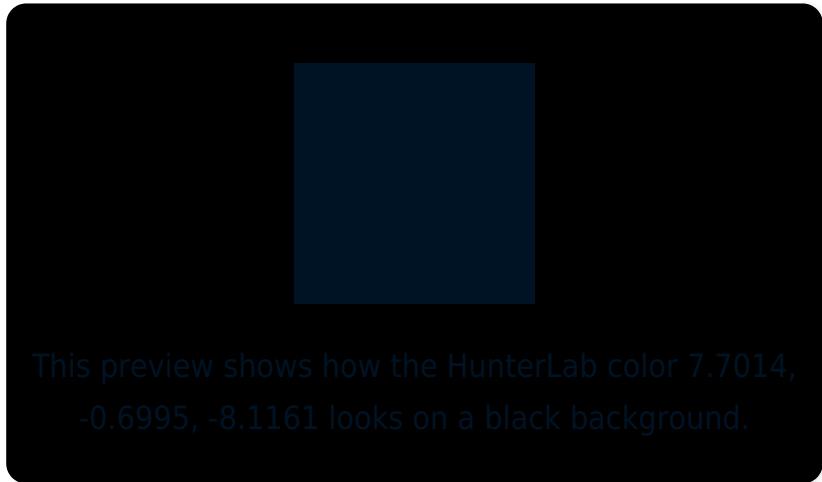 This preview shows how the HunterLab color 7.7014,
-0.6995, -8.1161 looks on a black background.